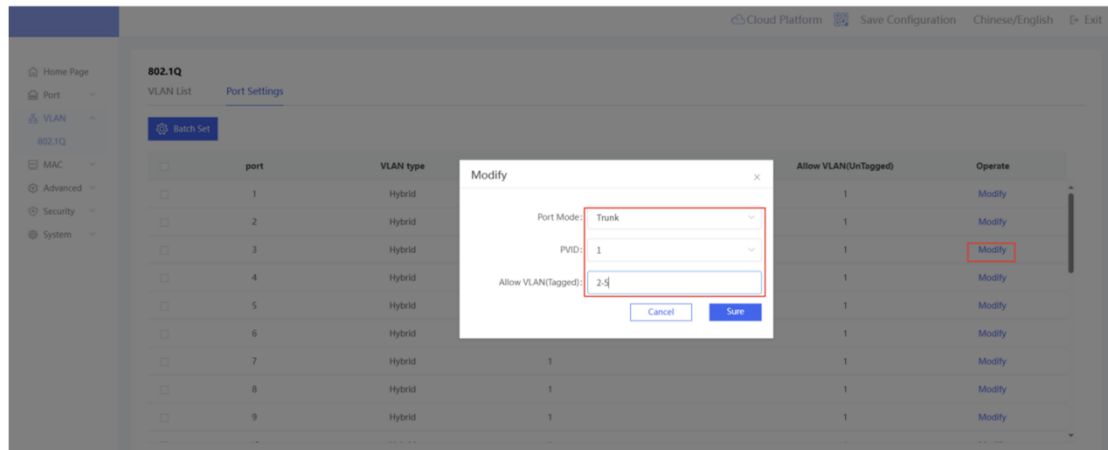 Cloud Platform Save Configuration Chinese/English Exit
Home Page
Port
VLAN
802.1Q
MAC
Advanced
Security
System
802.1Q
VLAN List Port Settings
Batch Set
port VLAN type Allow VLAN(UnTagged) Operate
1 Hybrid 1 Modify
2 Hybrid 1 Modify
3 Hybrid 1 Modify
4 Hybrid 1 Modify
5 Hybrid 1 Modify
6 Hybrid 1 Modify
7 Hybrid 1 1 Modify
8 Hybrid 1 1 Modify
9 Hybrid 1 1 Modify
Modify
Port Mode: Trunk
PVID: 1
Allow VLAN(Tagged): 2-5
Cancel Sure